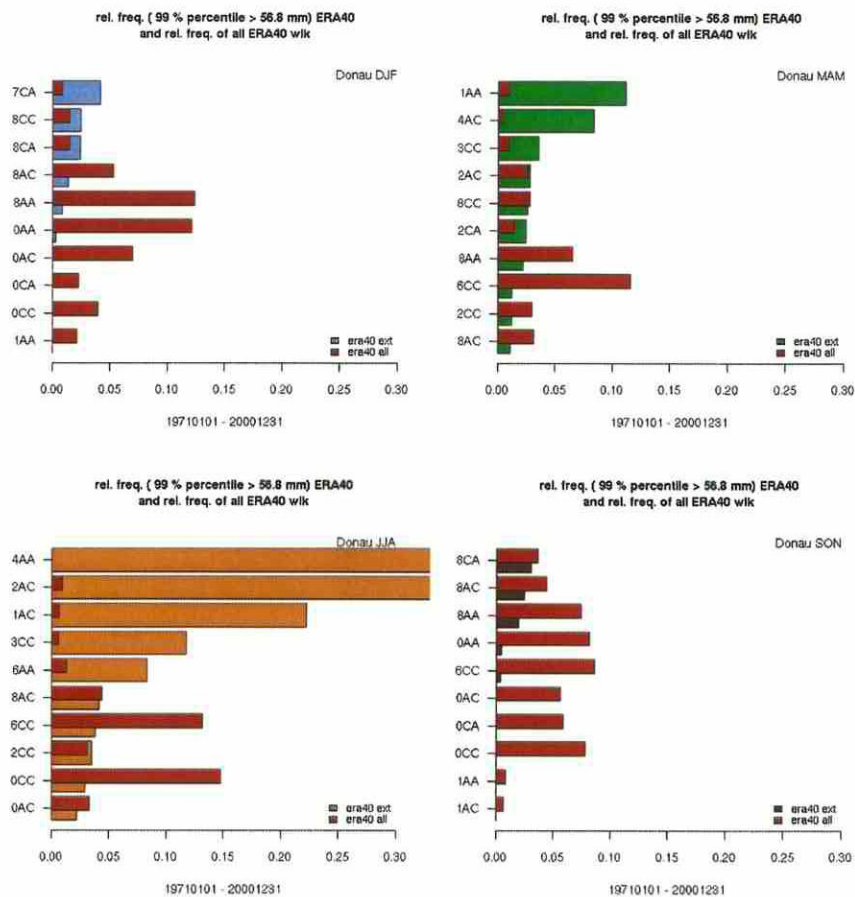 rel. freq. ( 99 % percentile > 56.8 mm) ERA40
and rel. freq. of all ERA40 wlk
Donau DJF
7CA
8CC
8CA
8AC
8AA
0AA
0AC
0CA
0CC
1AA
era40 ext
era40 all
0.00 0.05 0.10 0.15 0.20 0.25 0.30
19710101 - 20001231
rel. freq. ( 99 % percentile > 56.8 mm) ERA40
and rel. freq. of all ERA40 wlk
Donau MAM
1AA
4AC
3CC
2AC
8CC
2CA
8AA
6CC
2CC
8AC
era40 ext
era40 all
0.00 0.05 0.10 0.15 0.20 0.25 0.30
19710101 - 20001231
rel. freq. ( 99 % percentile > 56.8 mm) ERA40
and rel. freq. of all ERA40 wlk
Donau JJA
4AA
2AC
1AC
3CC
6AA
8AC
6CC
2CC
0CC
0AC
era40 ext
era40 all
0.00 0.05 0.10 0.15 0.20 0.25 0.30
19710101 - 20001231
rel. freq. ( 99 % percentile > 56.8 mm) ERA40
and rel. freq. of all ERA40 wlk
Donau SON
8CA
8AC
8AA
0AA
6CC
0AC
0CA
0CC
1AA
1AC
era40 ext
era40 all
0.00 0.05 0.10 0.15 0.20 0.25 0.30
19710101 - 20001231